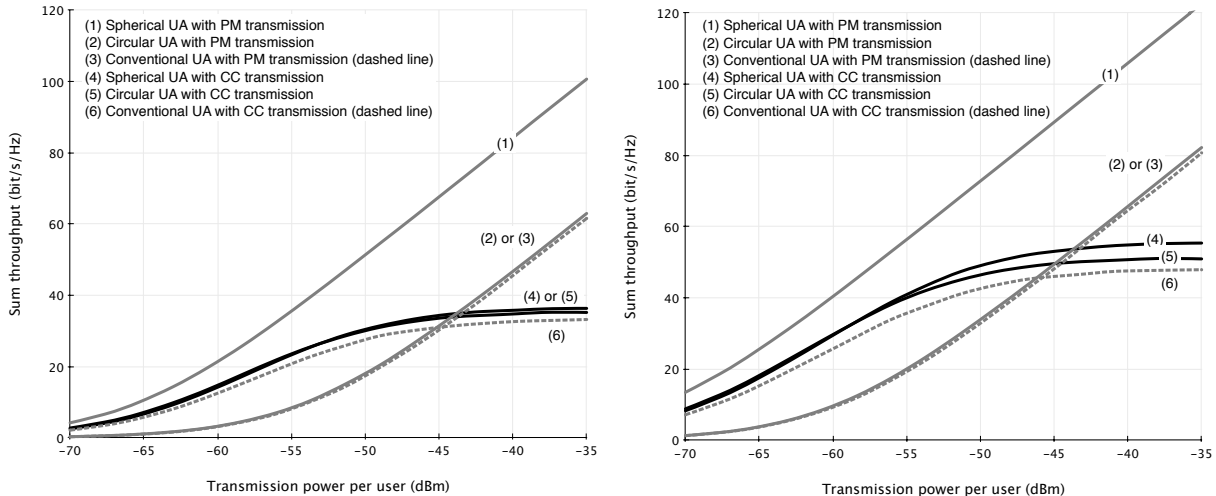 120
100
80
60
40
20
0
Sum throughput (bit/s/Hz)
(1) Spherical UA with PM transmission
(2) Circular UA with PM transmission
(3) Conventional UA with PM transmission (dashed line)
(4) Spherical UA with CC transmission
(5) Circular UA with CC transmission
(6) Conventional UA with CC transmission (dashed line)
(1)
(2) or (3)
(4) or (5)
(6)
−70 −65 −60 −55 −50 −45 −40 −35
Transmission power per user (dBm)
120
100
80
60
40
20
0
Sum throughput (bit/s/Hz)
(1) Spherical UA with PM transmission
(2) Circular UA with PM transmission
(3) Conventional UA with PM transmission (dashed line)
(4) Spherical UA with CC transmission
(5) Circular UA with CC transmission
(6) Conventional UA with CC transmission (dashed line)
(1)
(2) or (3)
(4)
(5)
(6)
−70 −65 −60 −55 −50 −45 −40 −35
Transmission power per user (dBm)